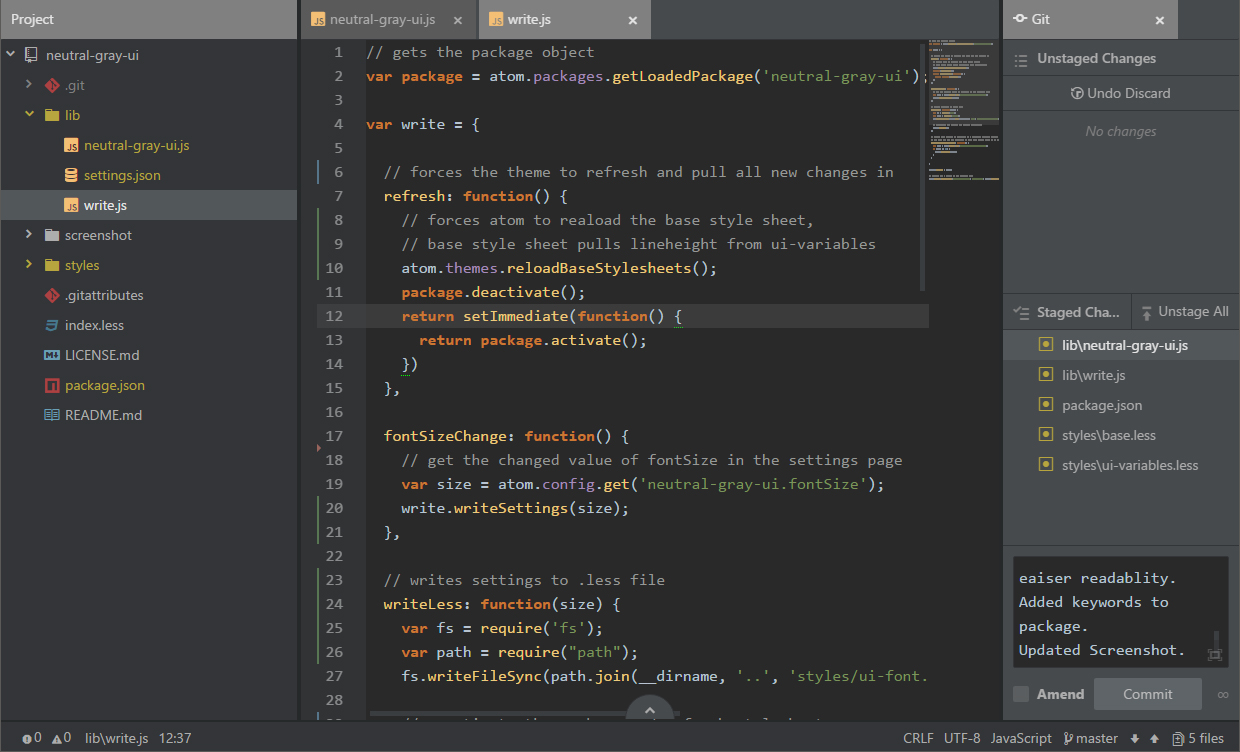 Project
neutral-gray-ui
.git
lib
neutral-gray-ui.js
settings.json
write.js
screenshot
styles
.gitattributes
index.less
LICENSE.md
package.json
README.md
neutral-gray-ui.js
write.js
1 // gets the package object
2 var package = atom.packages.getLoadedPackage('neutral-gray-ui');
3
4 var write = {
5
6 // forces the theme to refresh and pull all new changes in
7 refresh: function() {
8 // forces atom to reaload the base style sheet,
9 // base style sheet pulls lineheight from ui-variables
10 atom.themes.reloadBaseStylesheets();
11 package.deactivate();
12 return setImmediate(function() {
13 return package.activate();
14 })
15 },
16
17 fontSizeChange: function() {
18 // get the changed value of fontSize in the settings page
19 var size = atom.config.get('neutral-gray-ui.fontSize');
20 write.writeSettings(size);
21 },
22
23 // writes settings to .less file
24 writeLess: function(size) {
25 var fs = require('fs');
26 var path = require("path");
27 fs.writeFileSync(path.join(__dirname, '..', 'styles/ui-font.
28
Git
Unstaged Changes
Undo Discard
No changes
Staged Cha...
Unstage All
lib\neutral-gray-ui.js
lib\write.js
package.json
styles\base.less
styles\ui-variables.less
eaiser readablity.
Added keywords to
package.
Updated Screenshot.
Amend
Commit
0 0 lib\write.js 12:37
CRLF UTF-8 JavaScript master 5 files